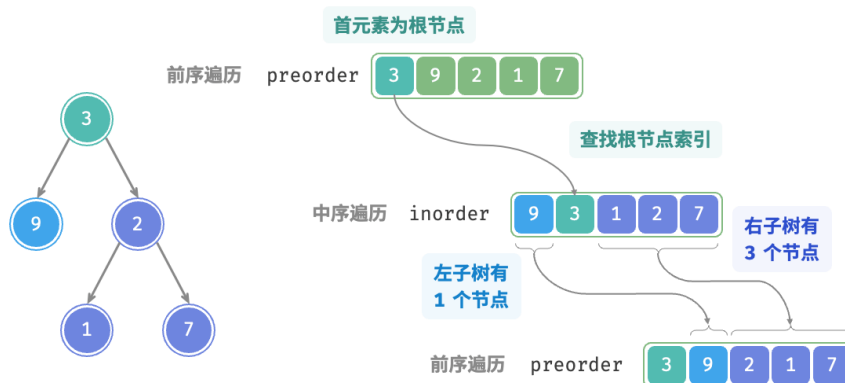 首元素为根节点
前序遍历 preorder 3 9 2 1 7
3
查找根节点索引
9 2
中序遍历 inorder 9 3 1 2 7
右子树有
3 个节点
左子树有
1 个节点
1 7
前序遍历 preorder 3 9 2 1 7